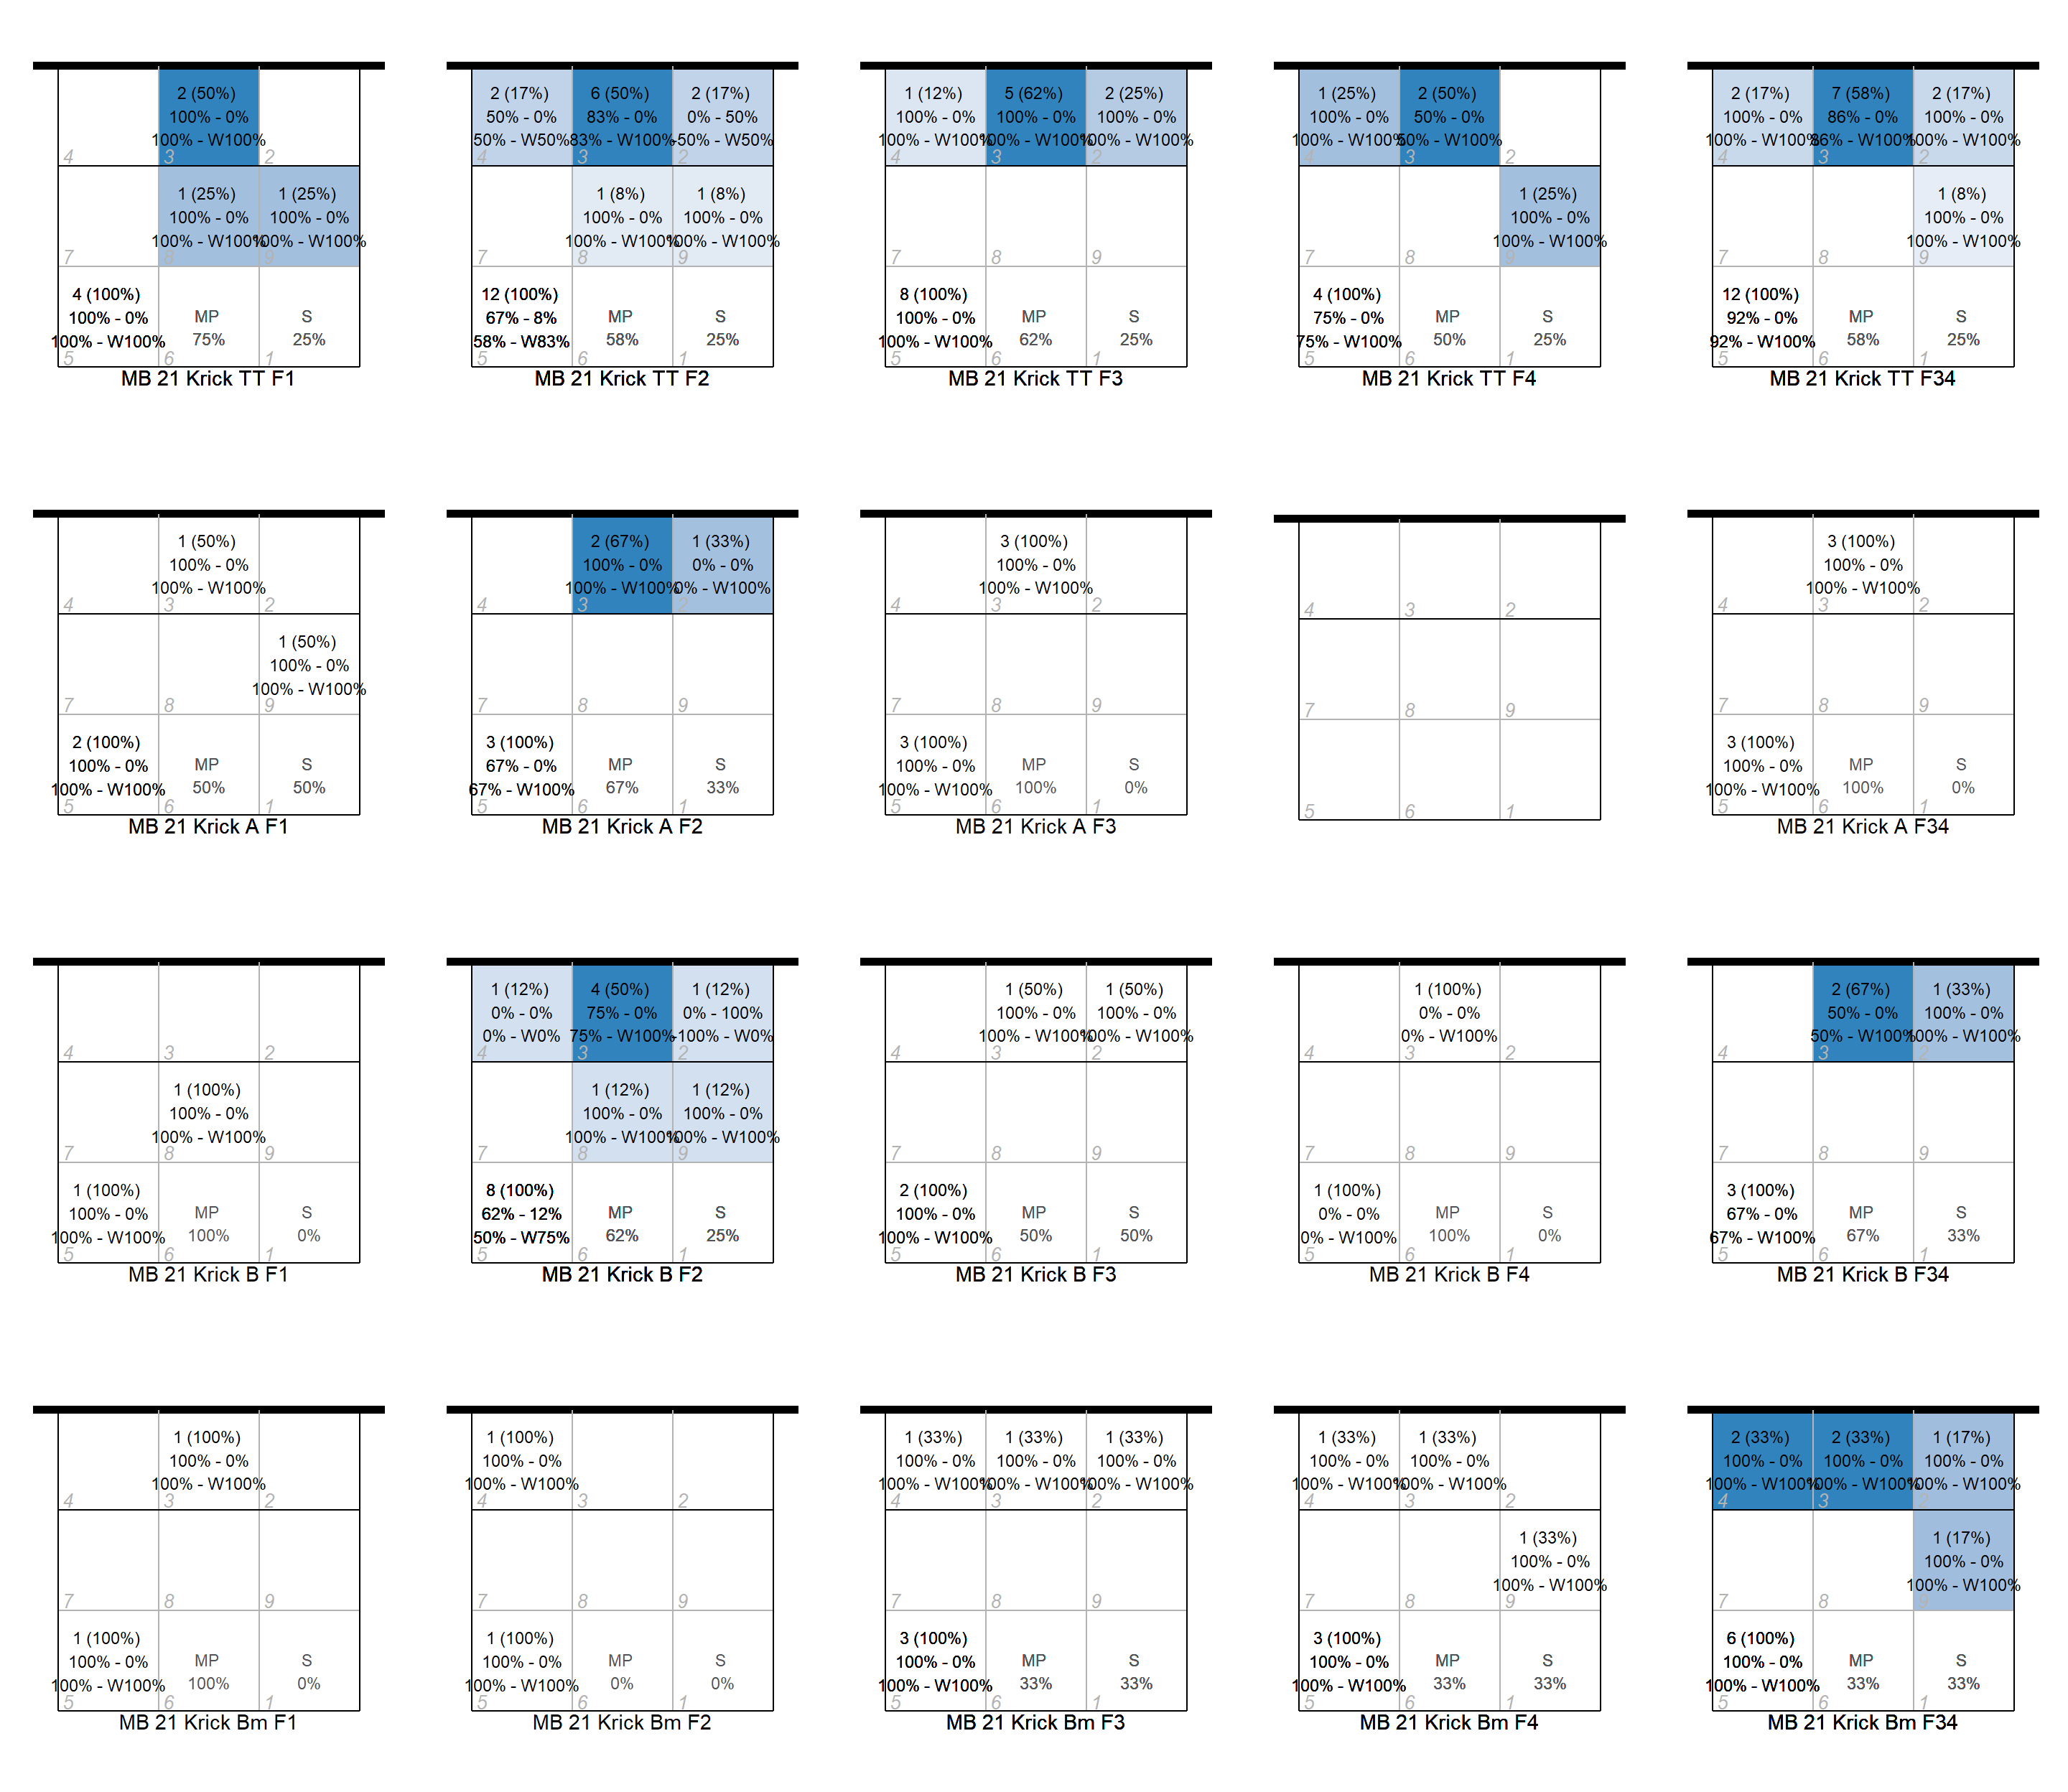 2 (50%)
100% - 0%
100% - W100%
4
3
2
1 (25%)
100% - 0%
100% - W100%
1 (25%)
100% - 0%
100% - W100%
7
8
9
4 (100%)
100% - 0%
100% - W100%
MP
75%
S
25%
5
6
1
MB 21 Krick TT F1
2 (17%)
50% - 0%
50% - W50%
6 (50%)
83% - 0%
83% - W100%
2 (17%)
0% - 50%
-50% - W50%
4
3
2
1 (8%)
100% - 0%
100% - W100%
1 (8%)
100% - 0%
100% - W100%
7
8
9
12 (100%)
67% - 8%
58% - W83%
MP
58%
S
25%
5
6
1
MB 21 Krick TT F2
1 (12%)
100% - 0%
100% - W100%
5 (62%)
100% - 0%
100% - W100%
2 (25%)
100% - 0%
100% - W100%
4
3
2
7
8
9
8 (100%)
100% - 0%
100% - W100%
MP
62%
S
25%
5
6
1
MB 21 Krick TT F3
1 (25%)
100% - 0%
100% - W100%
2 (50%)
50% - 0%
50% - W100%
4
3
2
1 (25%)
100% - 0%
100% - W100%
7
8
9
4 (100%)
75% - 0%
75% - W100%
MP
50%
S
25%
5
6
1
MB 21 Krick TT F4
2 (17%)
100% - 0%
100% - W100%
7 (58%)
86% - 0%
86% - W100%
2 (17%)
100% - 0%
100% - W100%
4
3
2
1 (8%)
100% - 0%
100% - W100%
7
8
9
12 (100%)
92% - 0%
92% - W100%
MP
58%
S
25%
5
6
1
MB 21 Krick TT F34
1 (50%)
100% - 0%
100% - W100%
4
3
2
1 (50%)
100% - 0%
100% - W100%
7
8
9
2 (100%)
100% - 0%
100% - W100%
MP
50%
S
50%
5
6
1
MB 21 Krick A F1
2 (67%)
100% - 0%
100% - W100%
1 (33%)
0% - 0%
0% - W100%
4
3
2
7
8
9
3 (100%)
67% - 0%
67% - W100%
MP
67%
S
33%
5
6
1
MB 21 Krick A F2
3 (100%)
100% - 0%
100% - W100%
4
3
2
7
8
9
3 (100%)
100% - 0%
100% - W100%
MP
100%
S
0%
5
6
1
MB 21 Krick A F3
4
3
2
7
8
9
5
6
1
3 (100%)
100% - 0%
100% - W100%
4
3
2
7
8
9
3 (100%)
100% - 0%
100% - W100%
MP
100%
S
0%
5
6
1
MB 21 Krick A F34
4
3
2
1 (100%)
100% - 0%
100% - W100%
7
8
9
1 (100%)
100% - 0%
100% - W100%
MP
100%
S
0%
5
6
1
MB 21 Krick B F1
1 (12%)
0% - 0%
0% - W0%
4 (50%)
75% - 0%
75% - W100%
1 (12%)
0% - 100%
-100% - W0%
4
3
2
1 (12%)
100% - 0%
100% - W100%
1 (12%)
100% - 0%
100% - W100%
7
8
9
8 (100%)
62% - 12%
50% - W75%
MP
62%
S
25%
5
6
1
MB 21 Krick B F2
1 (50%)
100% - 0%
100% - W100%
1 (50%)
100% - 0%
100% - W100%
4
3
2
7
8
9
2 (100%)
100% - 0%
100% - W100%
MP
50%
S
50%
5
6
1
MB 21 Krick B F3
1 (100%)
0% - 0%
0% - W100%
4
3
2
7
8
9
1 (100%)
0% - 0%
0% - W100%
MP
100%
S
0%
5
6
1
MB 21 Krick B F4
2 (67%)
50% - 0%
50% - W100%
1 (33%)
100% - 0%
100% - W100%
4
3
2
7
8
9
3 (100%)
67% - 0%
67% - W100%
MP
67%
S
33%
5
6
1
MB 21 Krick B F34
1 (100%)
100% - 0%
100% - W100%
4
3
2
7
8
9
1 (100%)
100% - 0%
100% - W100%
MP
100%
S
0%
5
6
1
MB 21 Krick Bm F1
1 (100%)
100% - 0%
100% - W100%
4
3
2
7
8
9
1 (100%)
100% - 0%
100% - W100%
MP
0%
S
0%
5
6
1
MB 21 Krick Bm F2
1 (33%)
100% - 0%
100% - W100%
1 (33%)
100% - 0%
100% - W100%
1 (33%)
100% - 0%
100% - W100%
4
3
2
7
8
9
3 (100%)
100% - 0%
100% - W100%
MP
33%
S
33%
5
6
1
MB 21 Krick Bm F3
1 (33%)
100% - 0%
100% - W100%
1 (33%)
100% - 0%
100% - W100%
4
3
2
1 (33%)
100% - 0%
100% - W100%
7
8
9
3 (100%)
100% - 0%
100% - W100%
MP
33%
S
33%
5
6
1
MB 21 Krick Bm F4
2 (33%)
100% - 0%
100% - W100%
2 (33%)
100% - 0%
100% - W100%
1 (17%)
100% - 0%
100% - W100%
4
3
2
1 (17%)
100% - 0%
100% - W100%
7
8
9
6 (100%)
100% - 0%
100% - W100%
MP
33%
S
33%
5
6
1
MB 21 Krick Bm F34